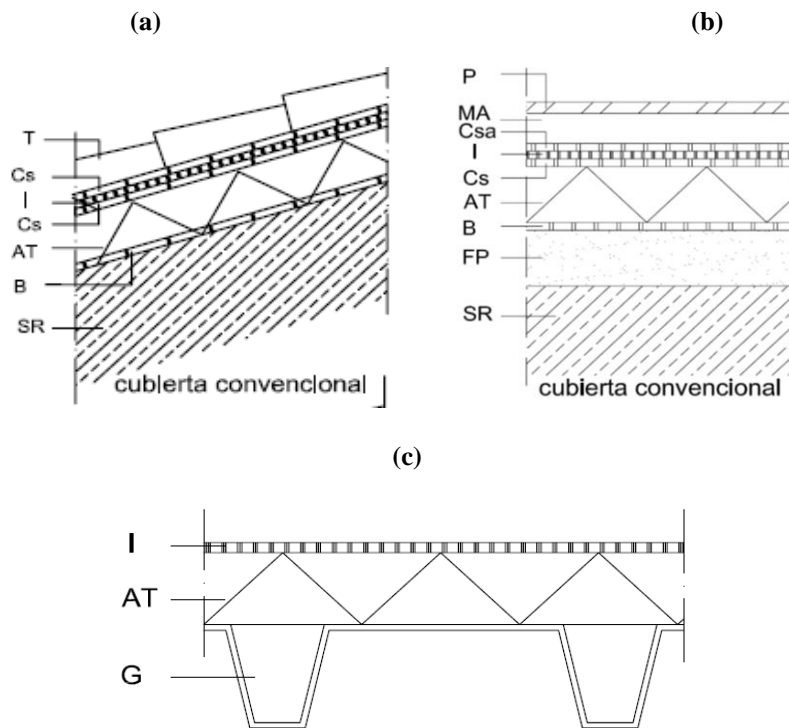 (a)
T
Cs
I
Cs
AT
B
SR
cubierta convencional
(b)
P
MA
Csa
I
Cs
AT
B
FP
SR
cubierta convencional
(c)
I
AT
G